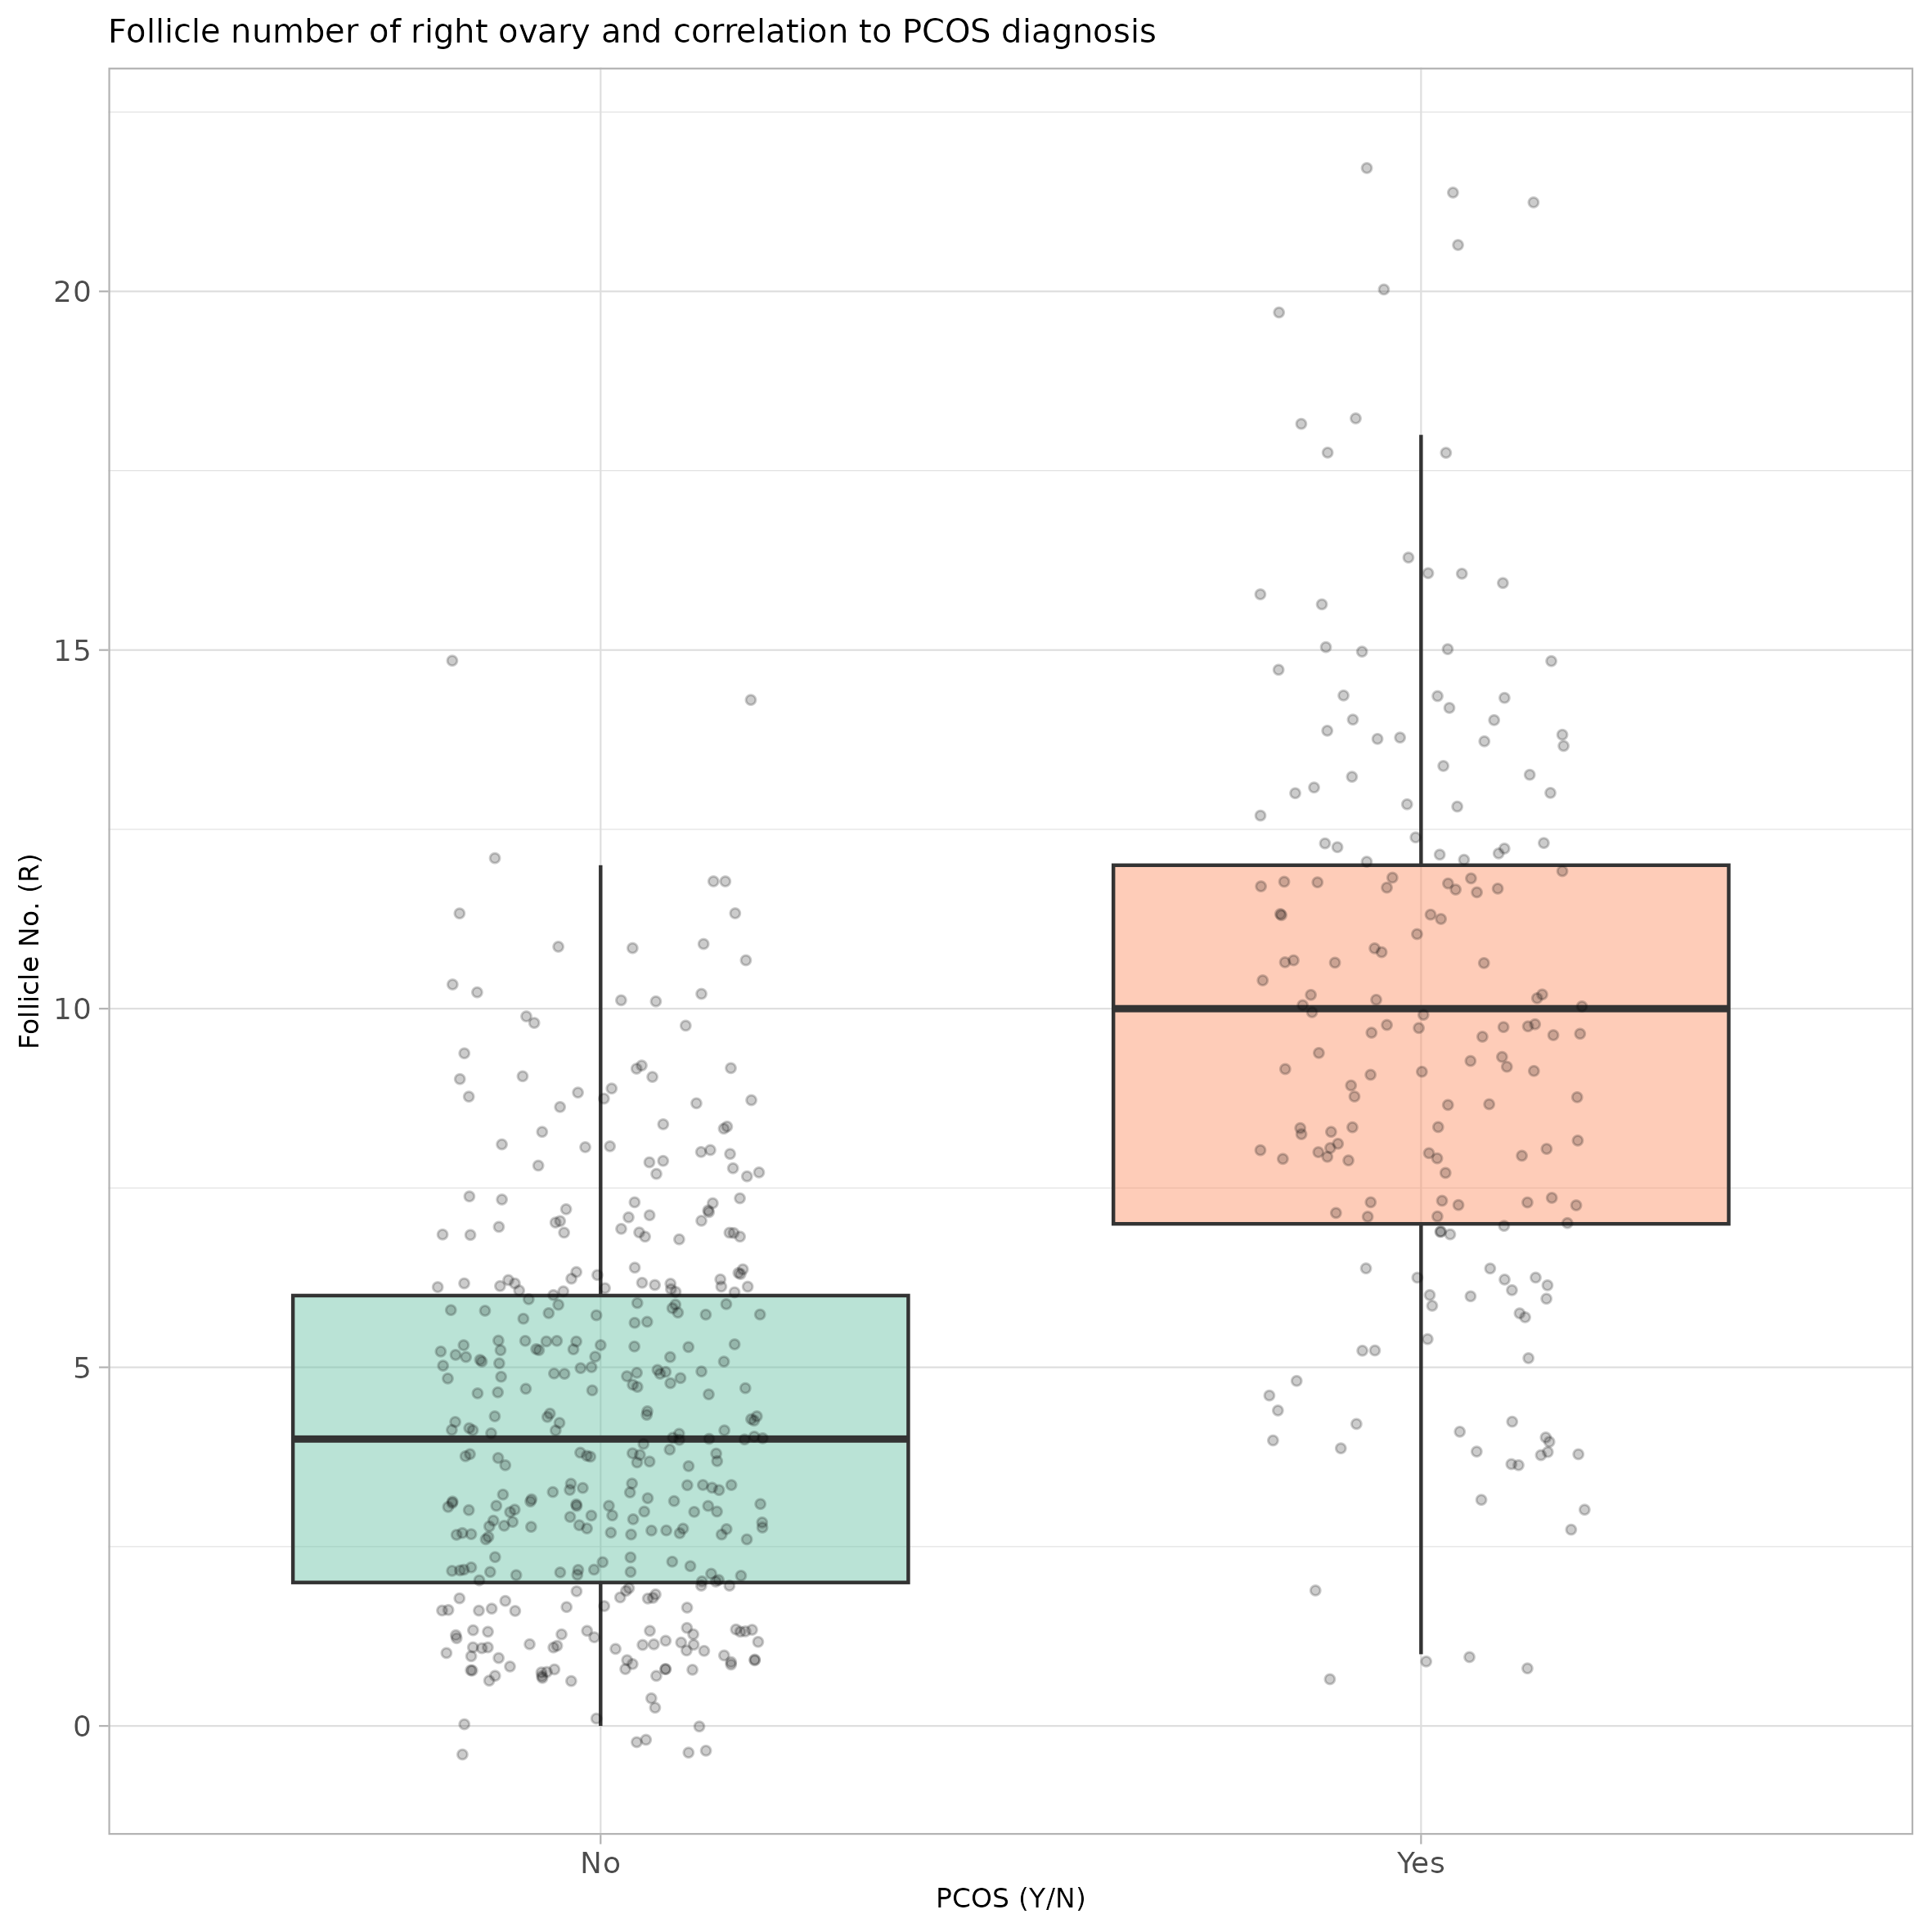 Follicle number of right ovary and correlation to PCOS diagnosis
20
15
10
5
0
Follicle No. (R)
No
Yes
PCOS (Y/N)